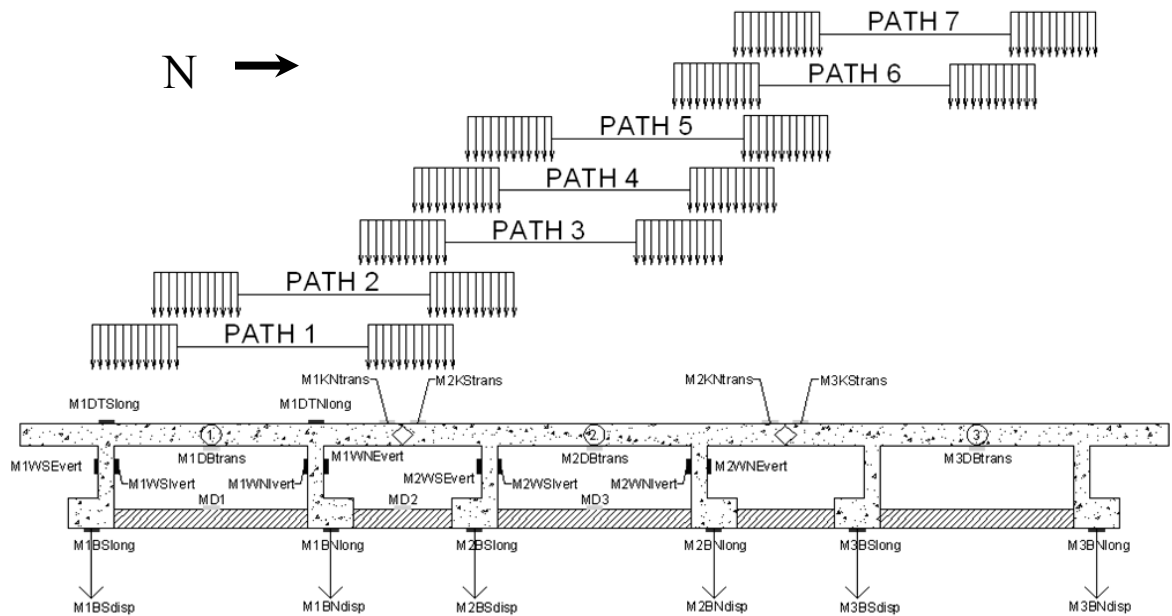 PATH 7
N
PATH 6
PATH 5
PATH 4
PATH 3
PATH 2
PATH 1
M1KNtrans M2KStrans M2KNtrans M3KStrans
M1DTSlong M1DTNlong
1 2 3
M1WSEvert M1DBtrans M1WNEvert M2DBtrans M2WNEvert M3DBtrans
M1WSIvert M1WNIvert M2WSEvert M2WSIvert M2WNIvert
MD1 MD2 MD3
M1BSlong M1BNlong M2BSlong M2BNlong M3BSlong M3BNlong
M1BSdisp M1BNdisp M2BSdisp M2BNdisp M3BSdisp M3BNdisp